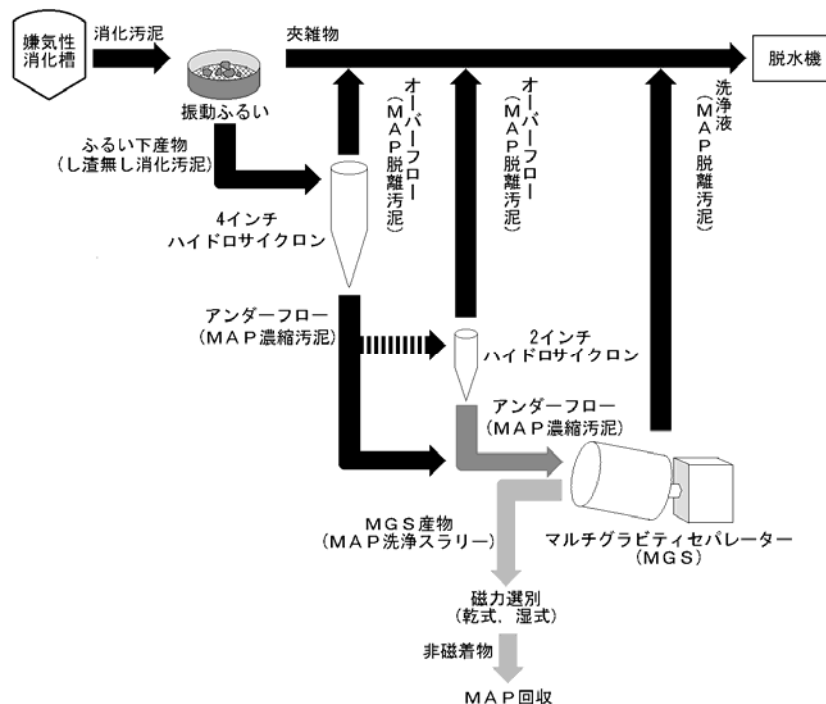 嫌気性
消化槽
消化汚泥
夾雑物
脱水機
振動ふるい
ふるい下産物
(し渣無し消化汚泥)
オーバーフロー
(MAP脱離汚泥)
オーバーフロー
(MAP脱離汚泥)
洗浄液
(MAP脱離汚泥)
4インチ
ハイドロサイクロン
アンダーフロー
(MAP濃縮汚泥)
2インチ
ハイドロサイクロン
アンダーフロー
(MAP濃縮汚泥)
MGS産物
(MAP洗浄スラリー)
マルチグラビティセパレーター
(MGS)
磁力選別
(乾式、湿式)
非磁着物
MAP回収